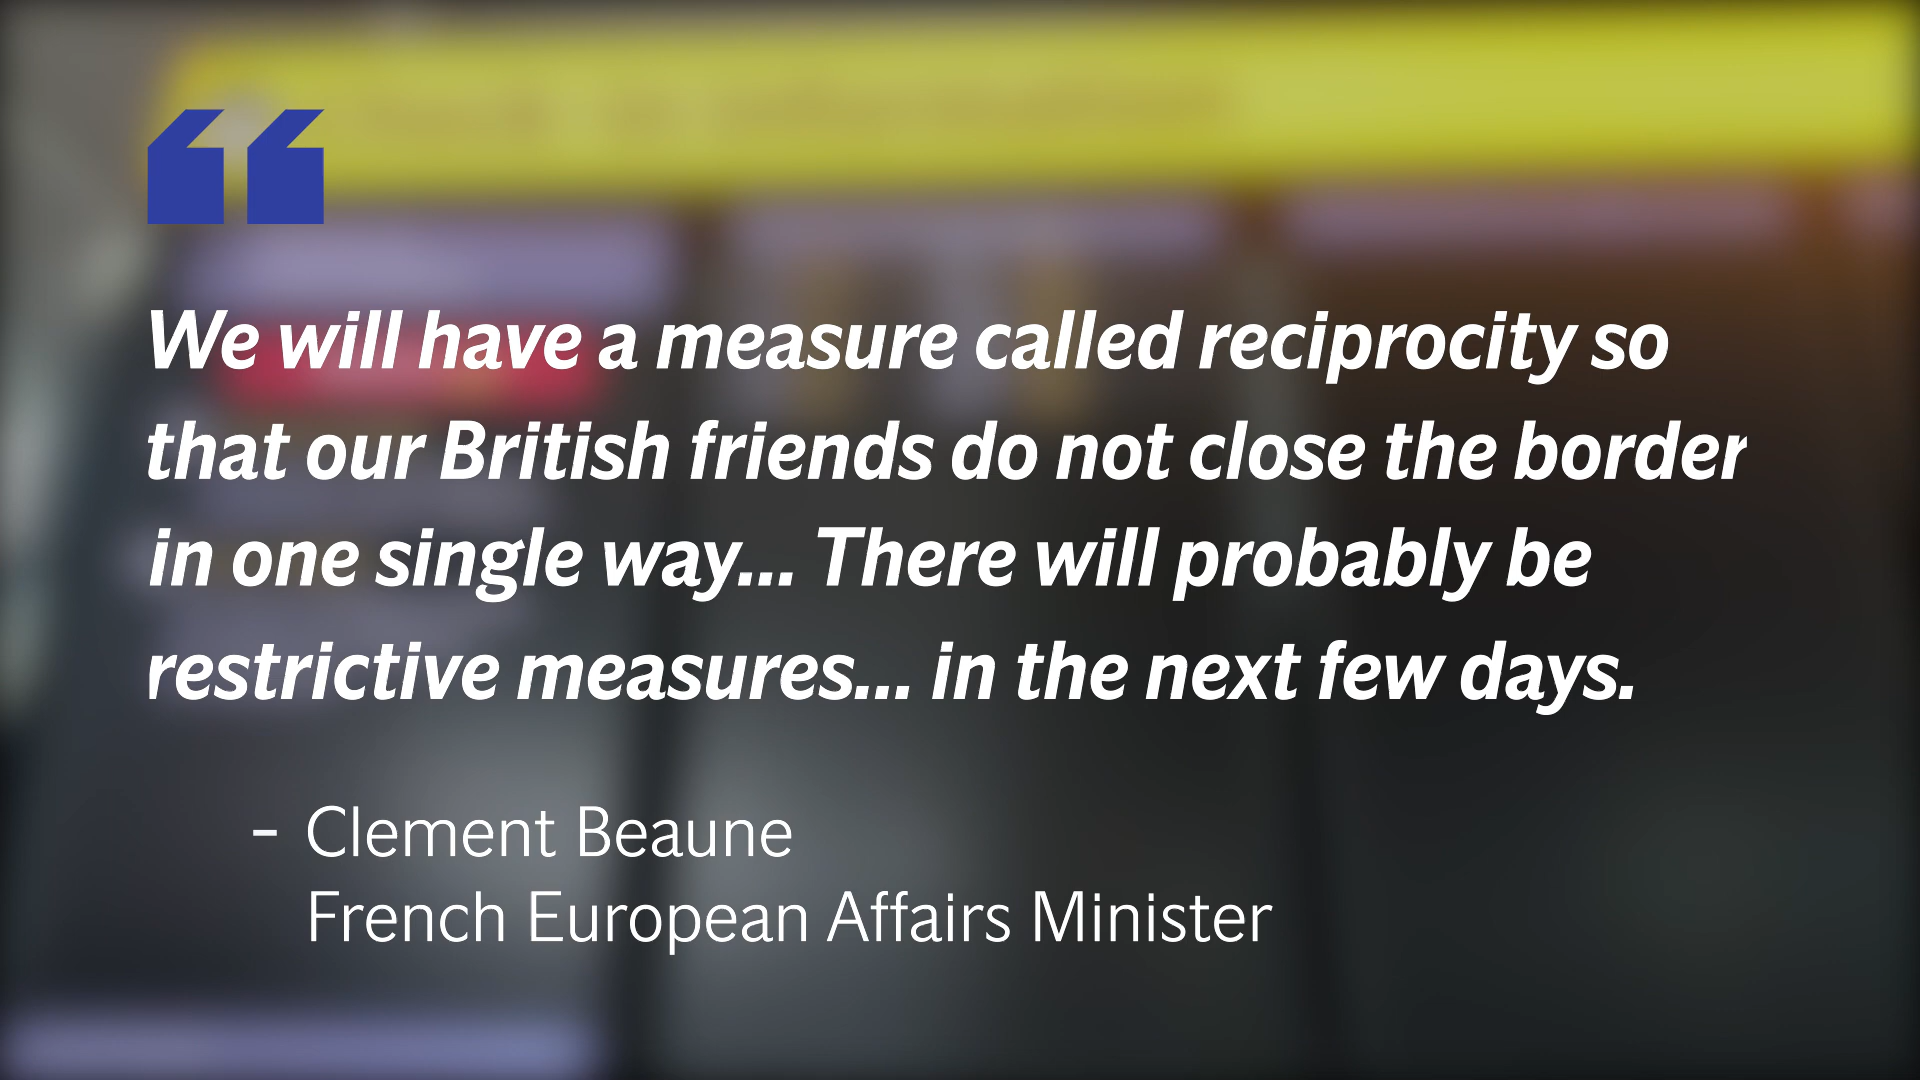 “
We will have a measure called reciprocity so
that our British friends do not close the border
in one single way... There will probably be
restrictive measures... in the next few days.
- Clement Beaune
French European Affairs Minister